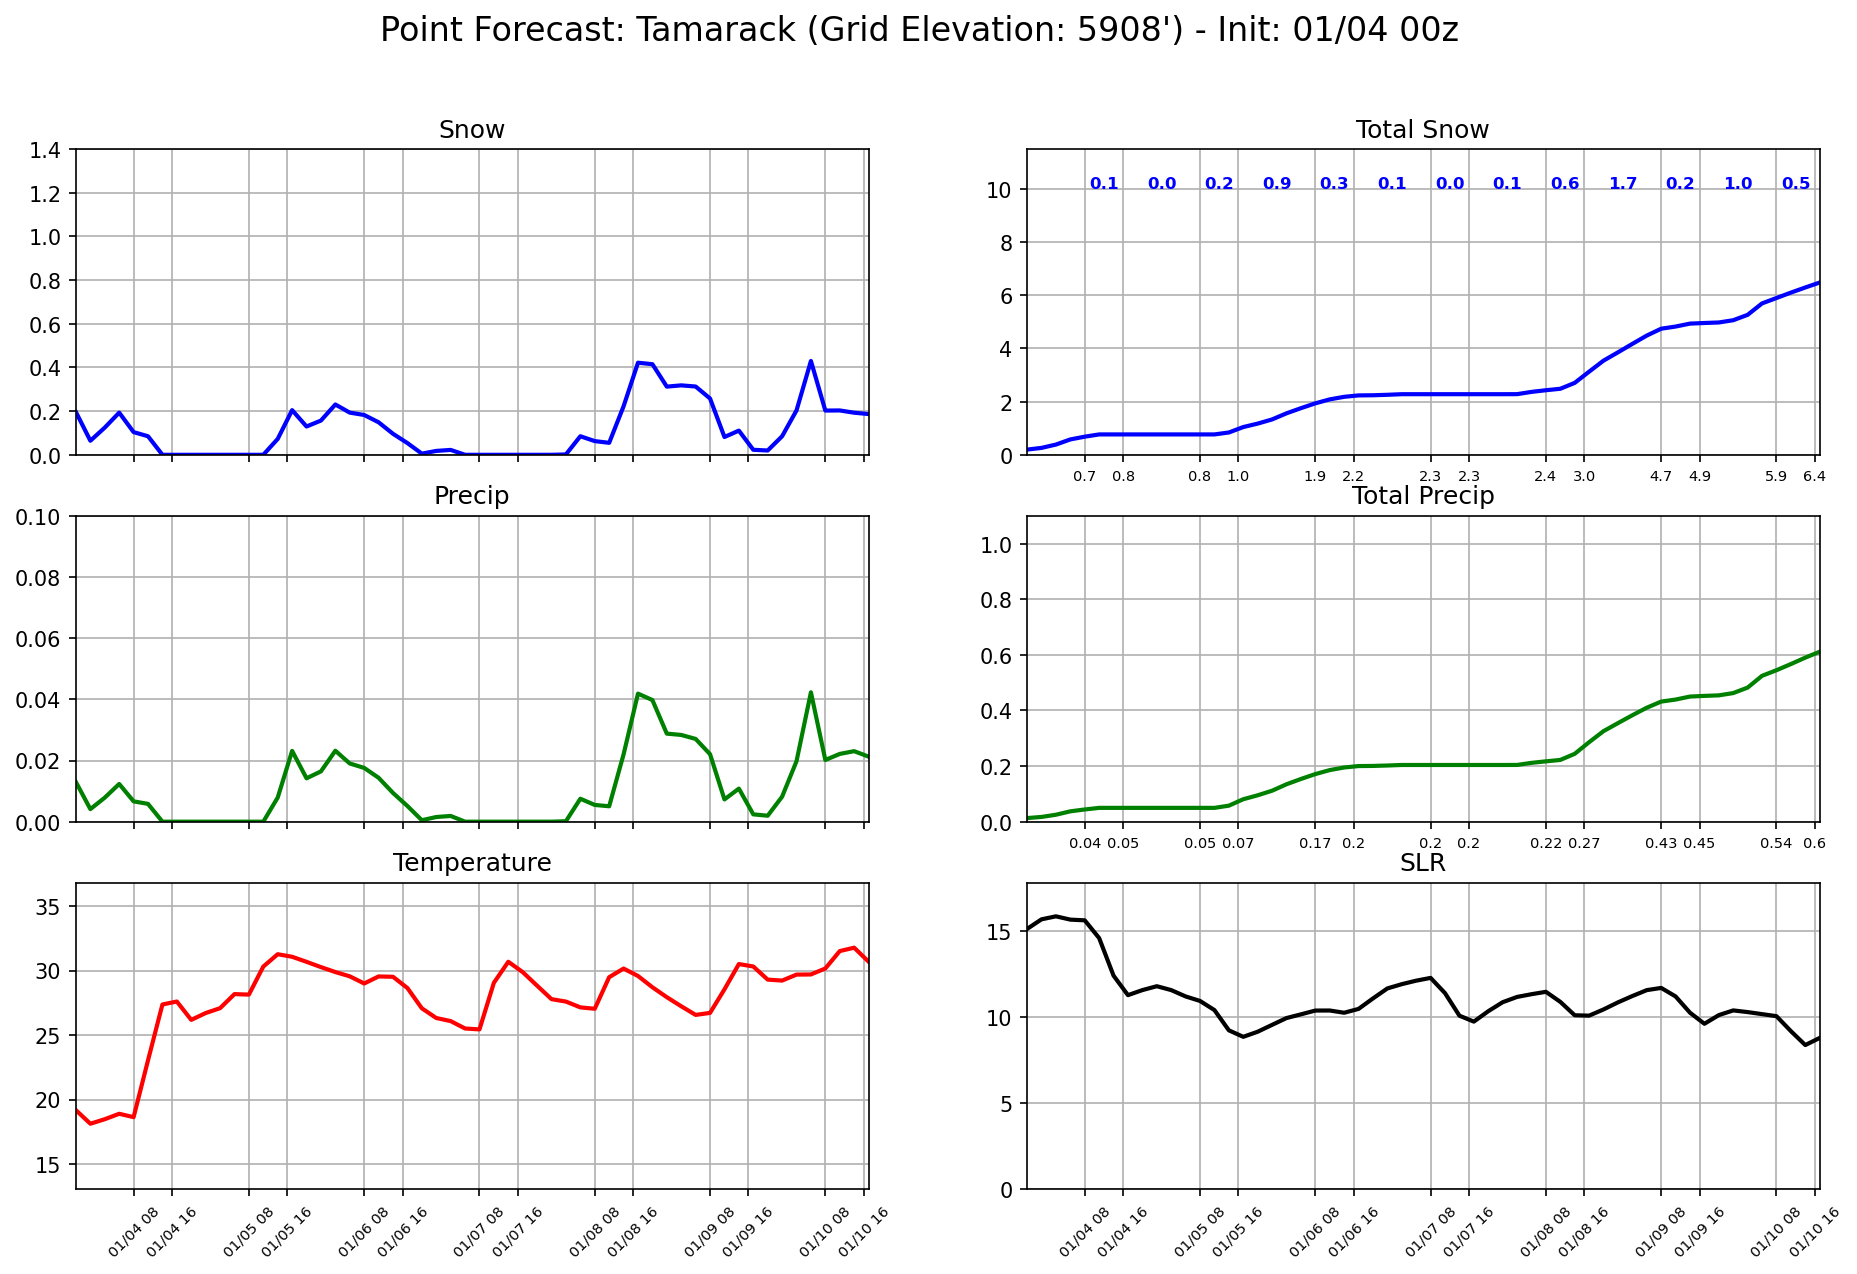 Point Forecast: Tamarack (Grid Elevation: 5908') - Init: 01/04 00z
Snow
1.4
1.2
1.0
0.8
0.6
0.4
0.2
0.0
Total Snow
10
8
6
4
2
0
0.1 0.0 0.2 0.9 0.3 0.1 0.0 0.1 0.6 1.7 0.2 1.0 0.5
0.7 0.8 0.8 1.0 1.9 2.2 2.3 2.3 2.4 3.0 4.7 4.9 5.9 6.4
Precip
0.10
0.08
0.06
0.04
0.02
0.00
Total Precip
1.0
0.8
0.6
0.4
0.2
0.0
0.04 0.05 0.05 0.07 0.17 0.2 0.2 0.2 0.22 0.27 0.43 0.45 0.54 0.6
Temperature
35
30
25
20
15
01/04 08 01/04 16 01/05 08 01/05 16 01/06 08 01/06 16 01/07 08 01/07 16 01/08 08 01/08 16 01/09 08 01/09 16 01/10 08 01/10 16
SLR
15
10
5
0
01/04 08 01/04 16 01/05 08 01/05 16 01/06 08 01/06 16 01/07 08 01/07 16 01/08 08 01/08 16 01/09 08 01/09 16 01/10 08 01/10 16